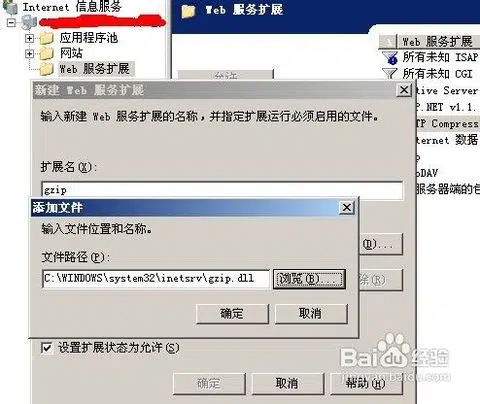 Internet 信息服务
应用程序池
网站
Web 服务扩展
Web 服务扩展
允许
Web 服务扩展
所有未知 ISAP
所有未知 CGI
tive Server
P.NET v1.1.
TP Compress
ternet 数据
oDAV
服务器端的包
新建 Web 服务扩展
输入新建 Web 服务扩展的名称，并指定扩展运行必须启用的文件。
扩展名(X):
gzip
添加文件
输入文件位置和名称。
文件路径(P):
C:\WINDOWS\system32\inetsrv\gzip.dll
浏览(B)...
确定
取消
(D)...
除(R)
设置扩展状态为允许(S)
确定
取消
帮助(H)
Baidu 经验
jingyan.baidu.com